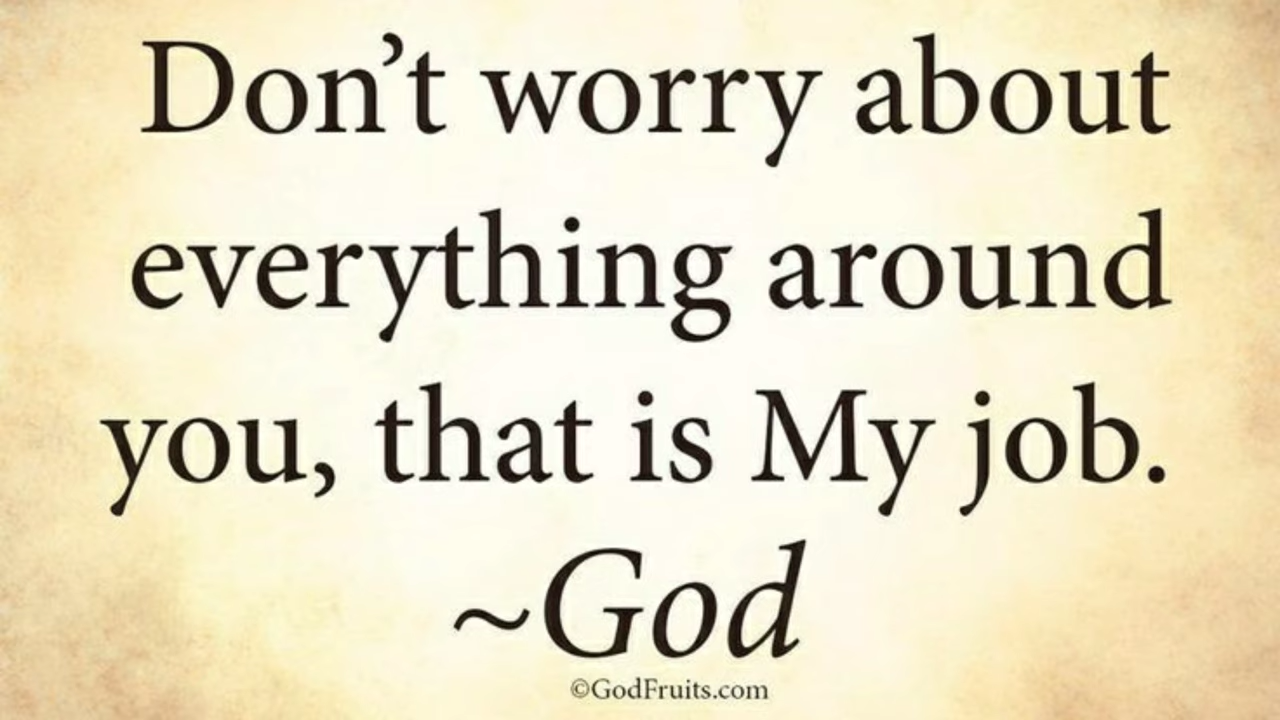 Don’t worry about
everything around
you, that is My job.
~God
©GodFruits.com